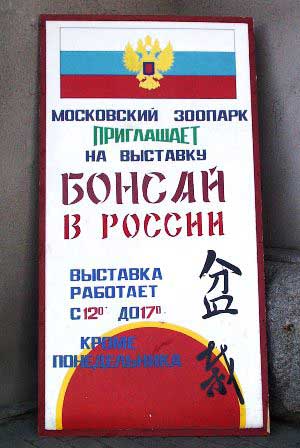 МОСКОВСКИЙ ЗООПАРК
ПРИГЛАШАЕТ
НА ВЫСТАВКУ
БОНСАЙ
В РОССИИ
ВЫСТАВКА
РАБОТАЕТ
С 12⁰⁰ ДО 17⁰⁰
КРОМЕ
ПОНЕДЕЛЬНИКА
盆
栽